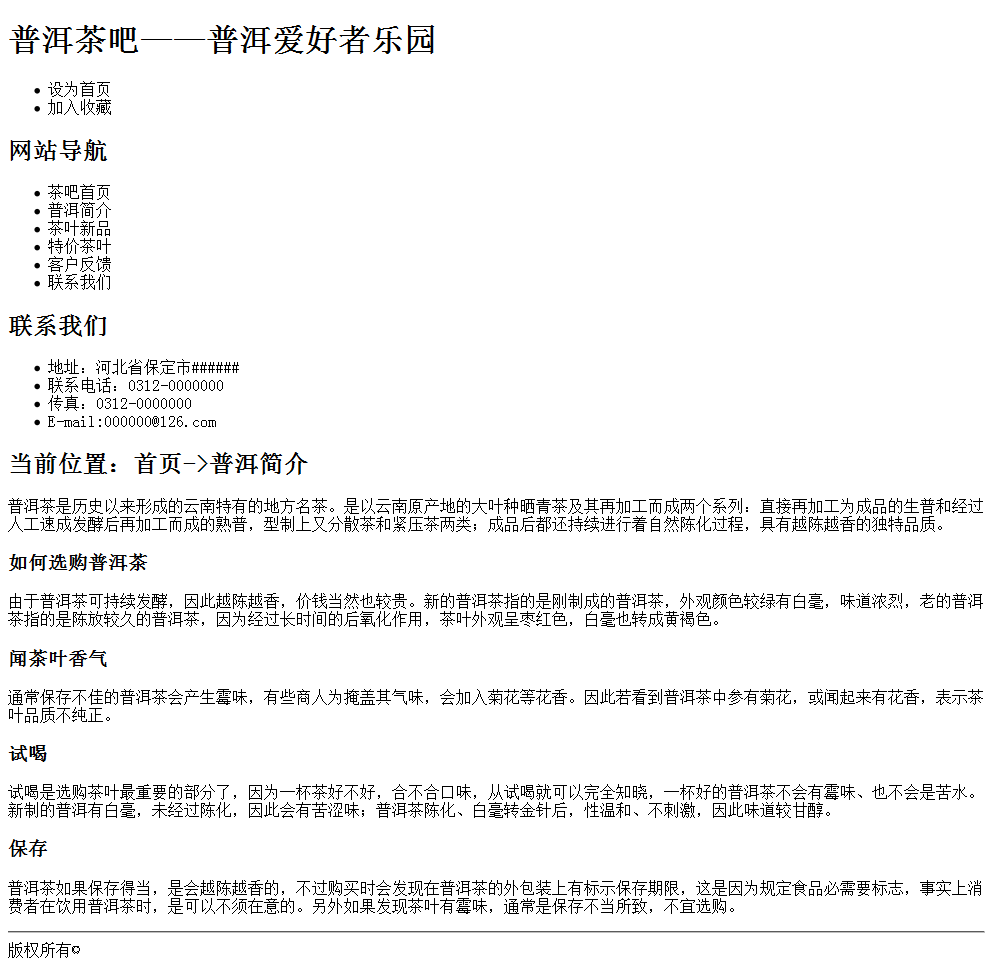 普洱茶吧——普洱爱好者乐园
设为首页
加入收藏
网站导航
茶吧首页
普洱简介
茶叶新品
特价茶叶
客户反馈
联系我们
联系我们
地址：河北省保定市######
联系电话：0312-0000000
传真：0312-0000000
E-mail:000000@126.com
当前位置：首页->普洱简介
普洱茶是历史以来形成的云南特有的地方名茶。是以云南原产地的大叶种晒青茶及其再加工而成两个系列：直接再加工为成品的生普和经过
人工速成发酵后再加工而成的熟普，型制上又分散茶和紧压茶两类；成品后都还持续进行着自然陈化过程，具有越陈越香的独特品质。
如何选购普洱茶
由于普洱茶可持续发酵，因此越陈越香，价钱当然也较贵。新的普洱茶指的是刚制成的普洱茶，外观颜色较绿有白毫，味道浓烈，老的普洱
茶指的是陈放较久的普洱茶，因为经过长时间的后氧化作用，茶叶外观呈枣红色，白毫也转成黄褐色。
闻茶叶香气
通常保存不佳的普洱茶会产生霉味，有些商人为掩盖其气味，会加入菊花等花香。因此若看到普洱茶中参有菊花，或闻起来有花香，表示茶
叶品质不纯正。
试喝
试喝是选购茶叶最重要的部分了，因为一杯茶好不好，合不合口味，从试喝就可以完全知晓，一杯好的普洱茶不会有霉味、也不会是苦水。
新制的普洱有白毫，未经过陈化，因此会有苦涩味；普洱茶陈化、白毫转金针后，性温和、不刺激，因此味道较甘醇。
保存
普洱茶如果保存得当，是会越陈越香的，不过购买时会发现在普洱茶的外包装上有标示保存期限，这是因为规定食品必需要标志，事实上消
费者在饮用普洱茶时，是可以不须在意的。另外如果发现茶叶有霉味，通常是保存不当所致，不宜选购。
版权所有©